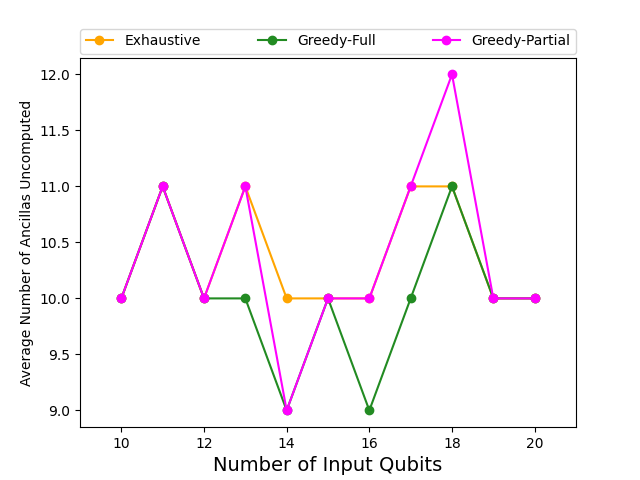 Exhaustive Greedy-Full Greedy-Partial
12.0
11.5
11.0
10.5
10.0
9.5
9.0
Average Number of Ancillas Uncomputed
10 12 14 16 18 20
Number of Input Qubits